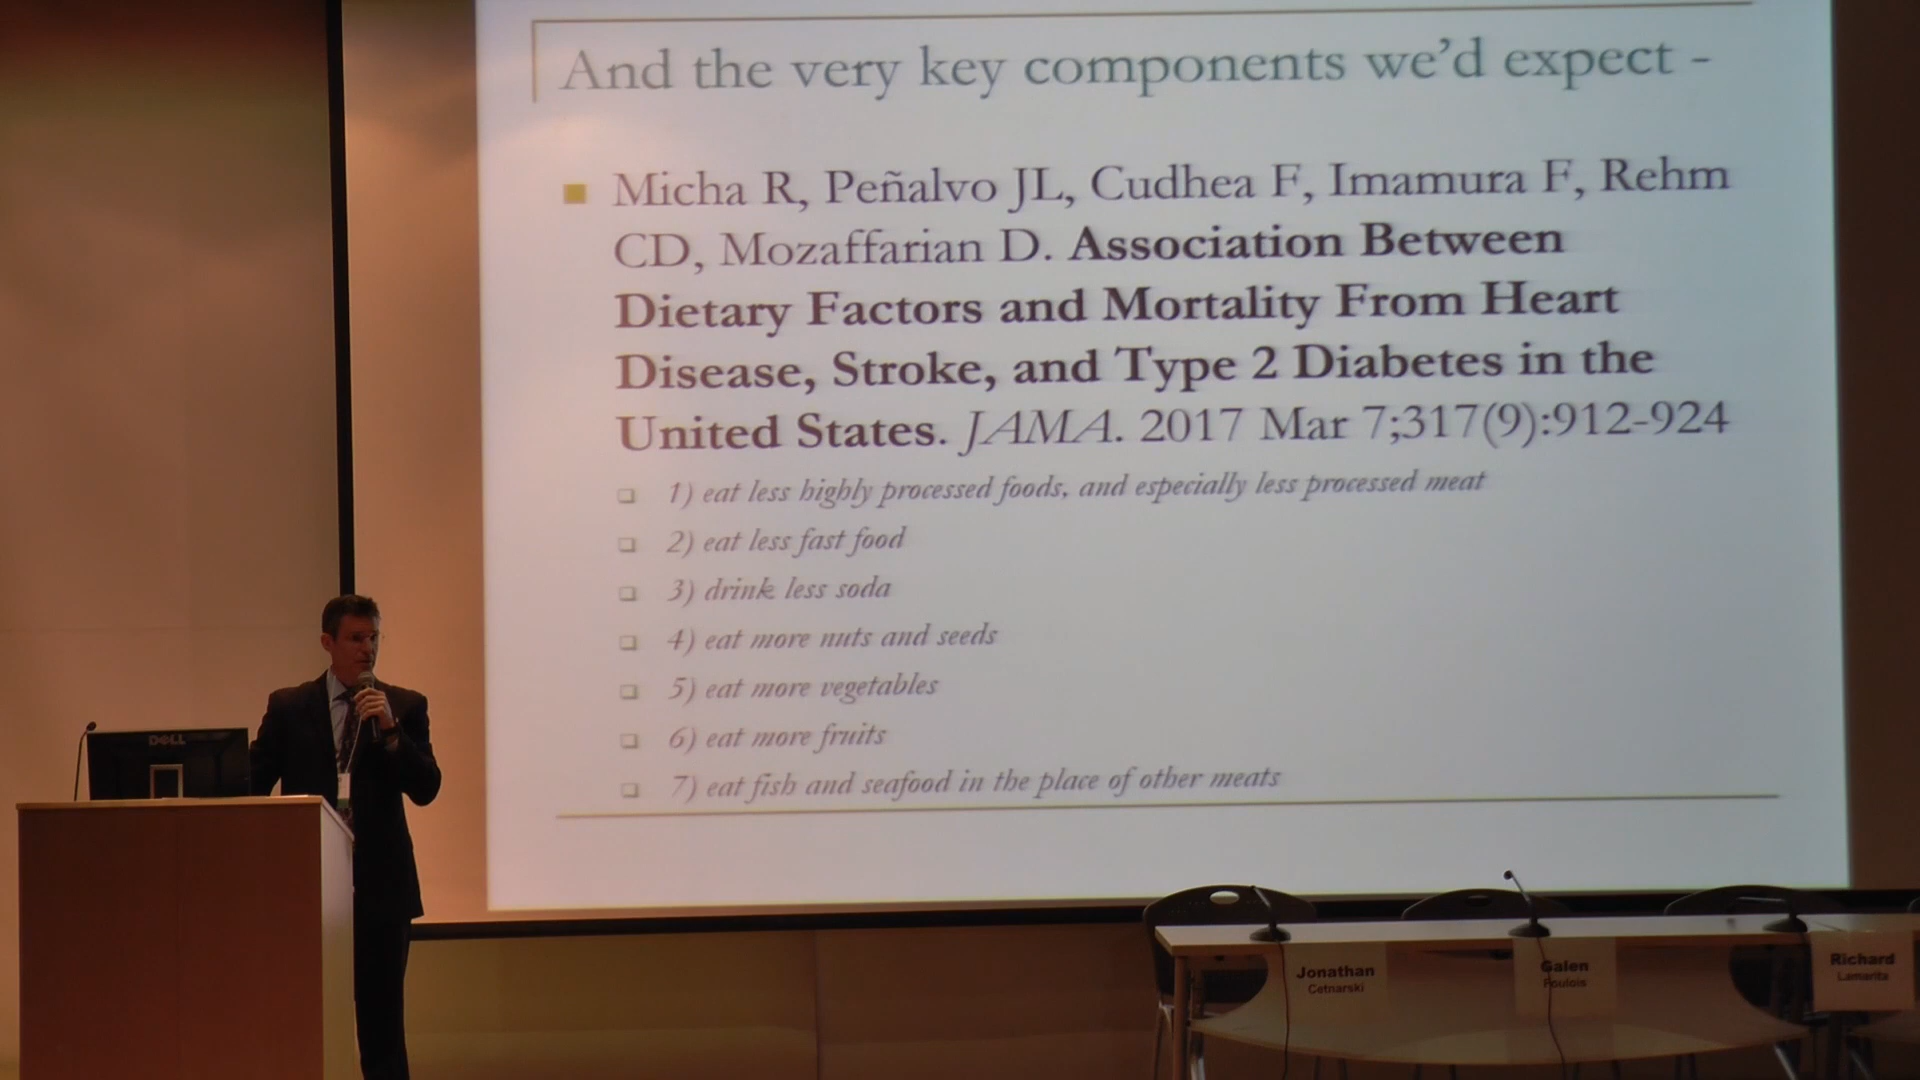 And the very key components we'd expect -
Micha R, Peñalvo JL, Cudhea F, Imamura F, Rehm
CD, Mozaffarian D. Association Between
Dietary Factors and Mortality From Heart
Disease, Stroke, and Type 2 Diabetes in the
United States. JAMA. 2017 Mar 7;317(9):912-924
1) eat less highly processed foods, and especially less processed meat
2) eat less fast food
3) drink less soda
4) eat more nuts and seeds
5) eat more vegetables
6) eat more fruits
7) eat fish and seafood in the place of other meats
DELL
Jonathan
Cetnarski
Galen
Poulois
Richard
Lamarita